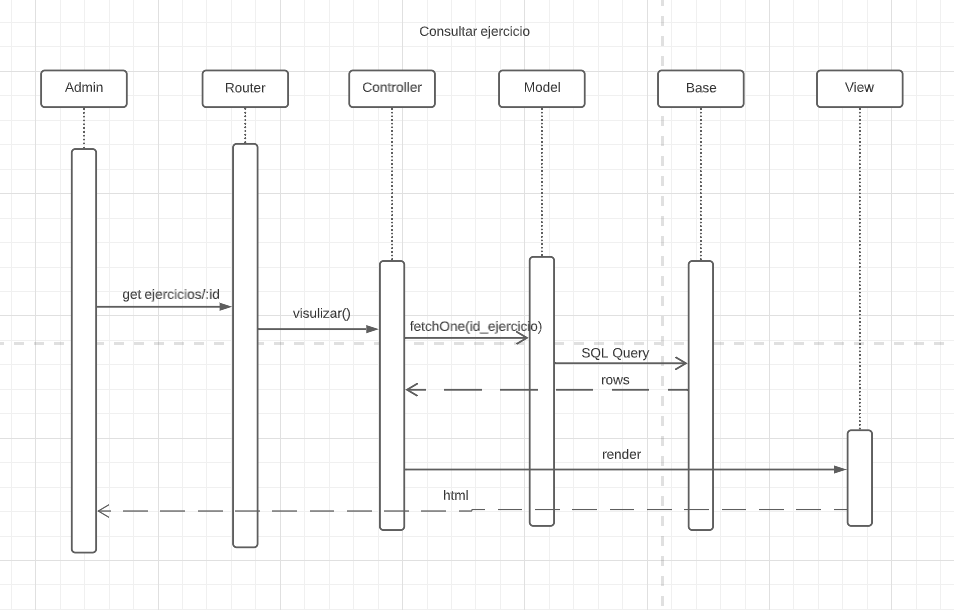 Consultar ejercicio
Admin
Router
Controller
Model
Base
View
get ejercicios/:id
visulizar()
fetchOne(id_ejercicio)
SQL Query
rows
render
html